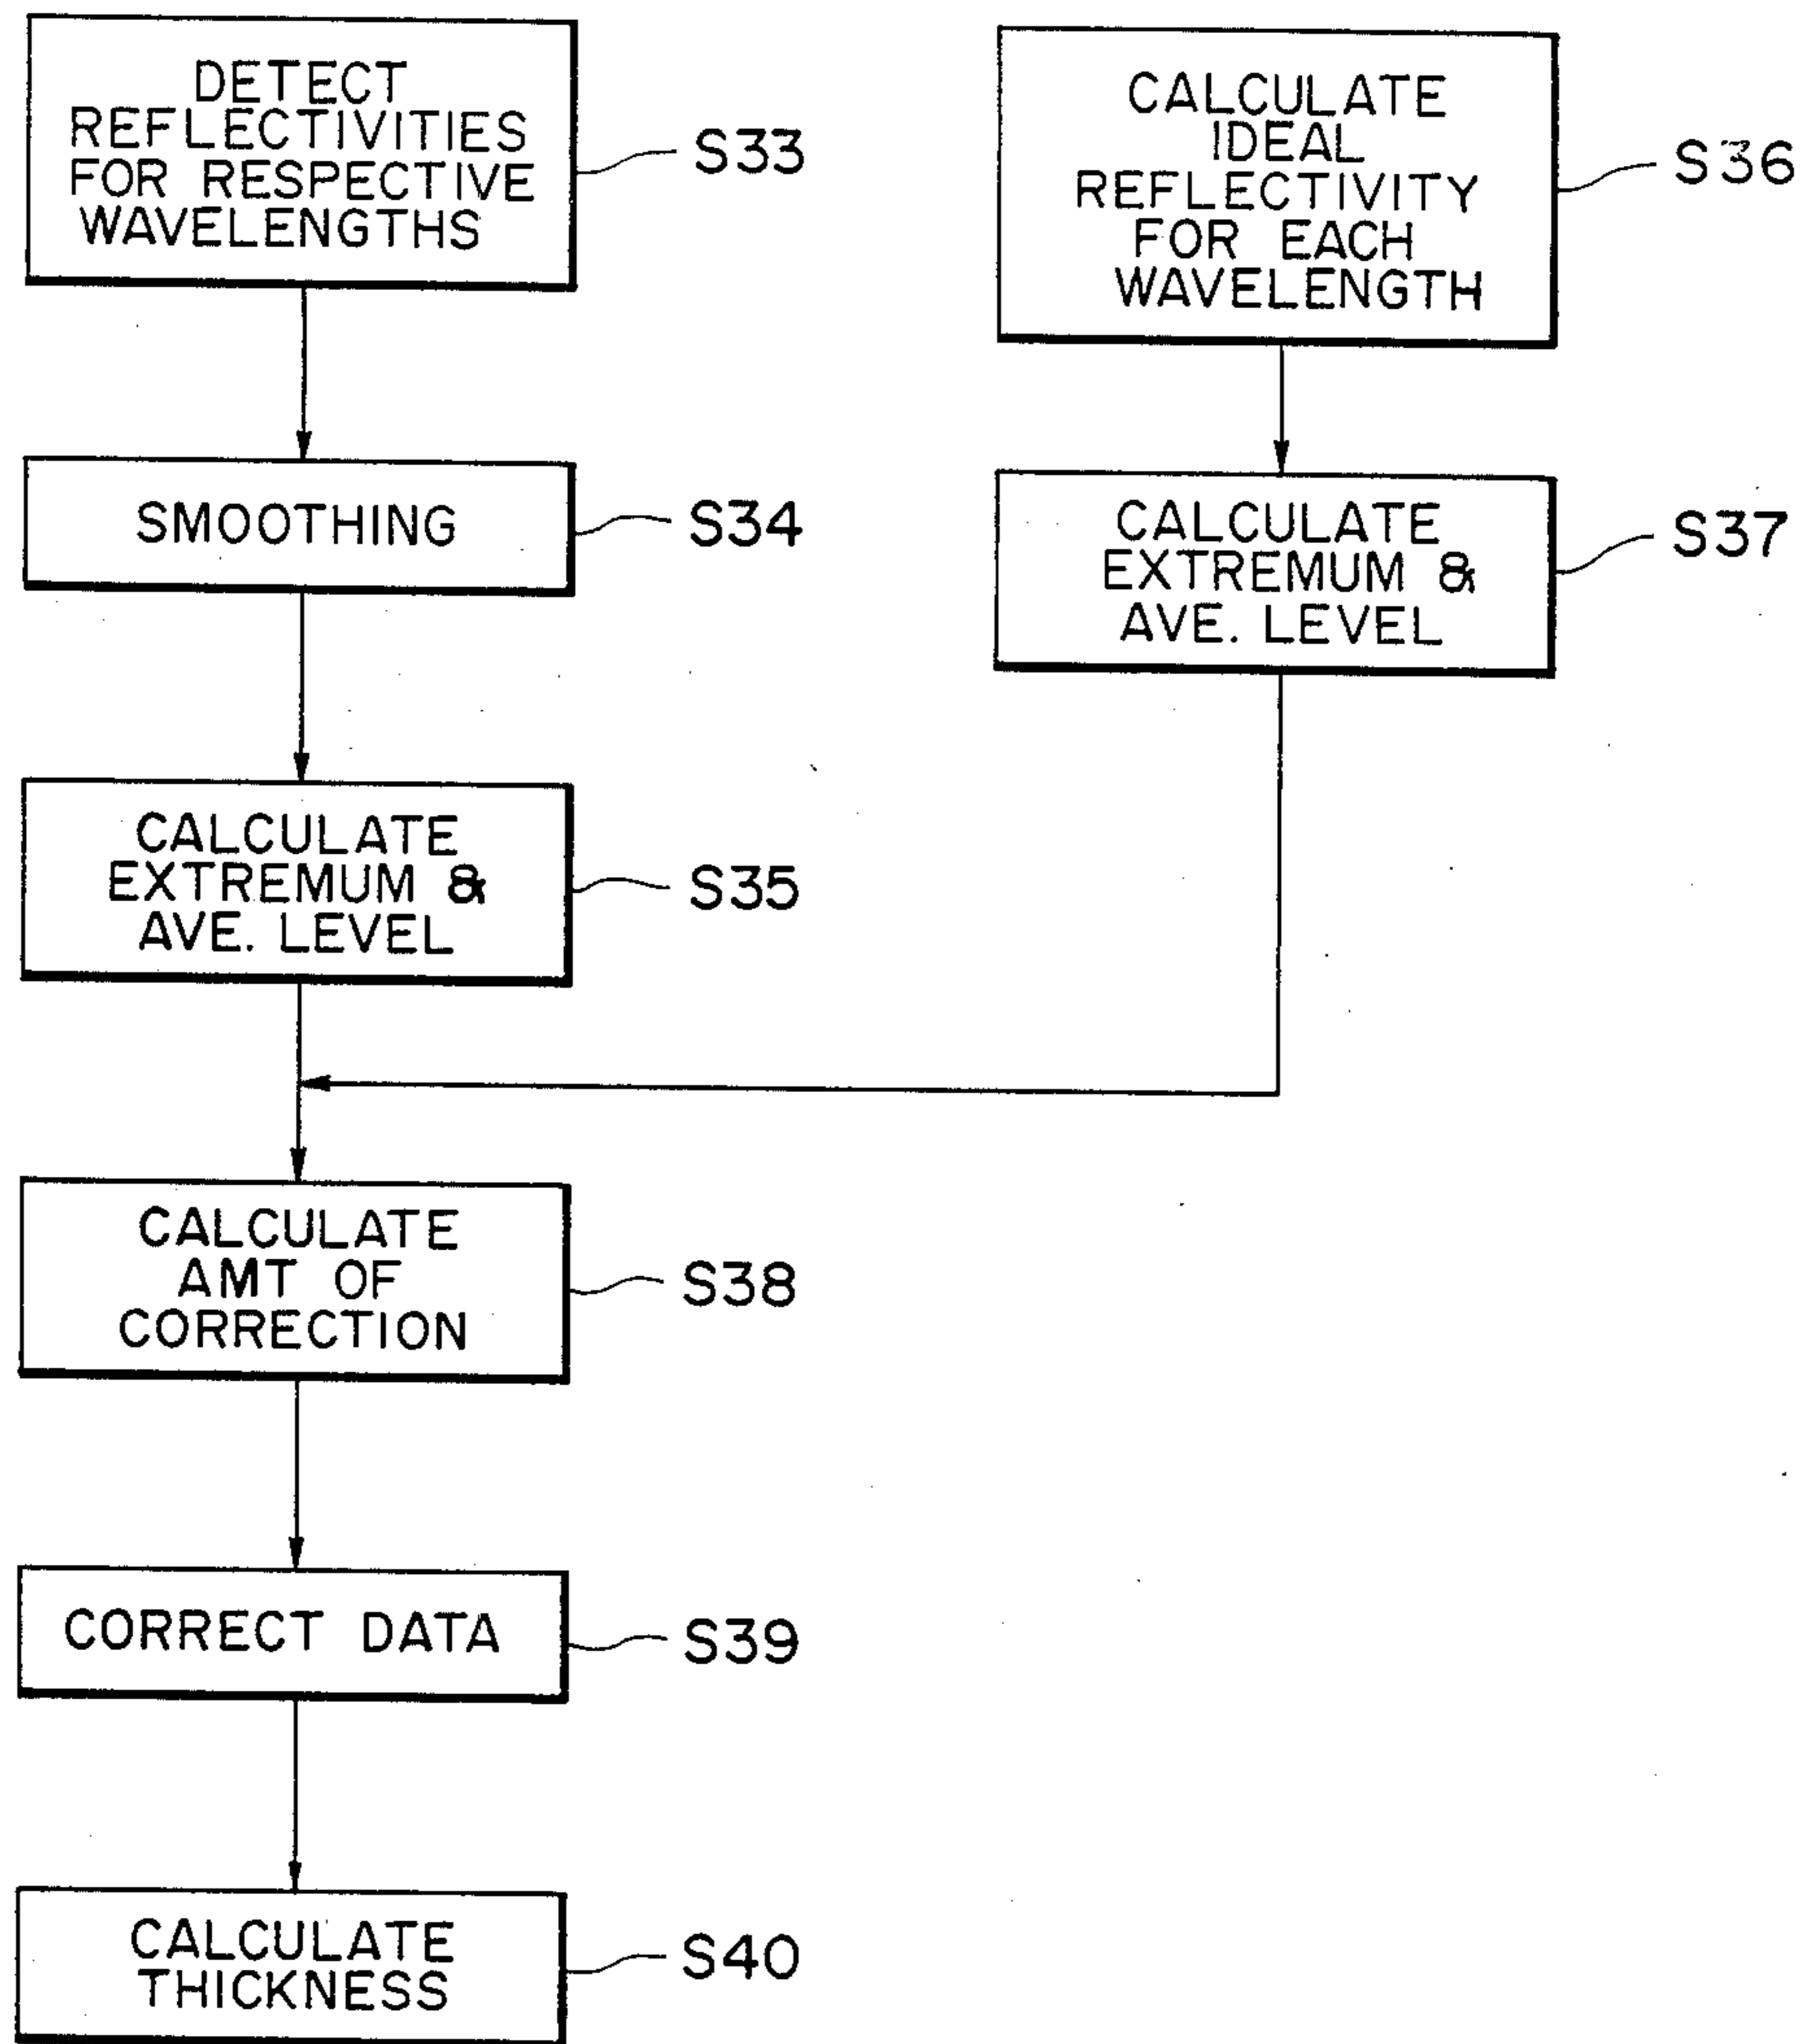 DETECT
REFLECTIVITIES
FOR RESPECTIVE
WAVELENGTHS
S33
SMOOTHING
S34
CALCULATE
EXTREMUM &
AVE. LEVEL
S35
CALCULATE
IDEAL
REFLECTIVITY
FOR EACH
WAVELENGTH
S36
CALCULATE
EXTREMUM &
AVE. LEVEL
S37
CALCULATE
AMT OF
CORRECTION
S38
CORRECT DATA
S39
CALCULATE
THICKNESS
S40